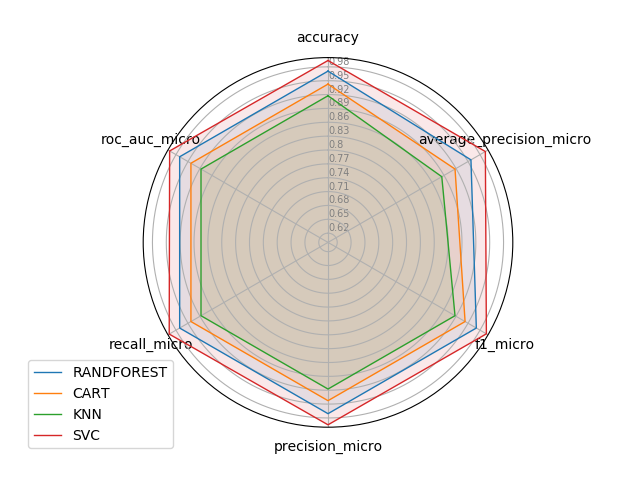 accuracy
0.98
0.95
0.92
0.89
0.86
0.83
0.8
0.77
0.74
0.71
0.68
0.65
0.62
roc_auc_micro
average_precision_micro
recall_micro
f1_micro
precision_micro
RANDFOREST
CART
KNN
SVC